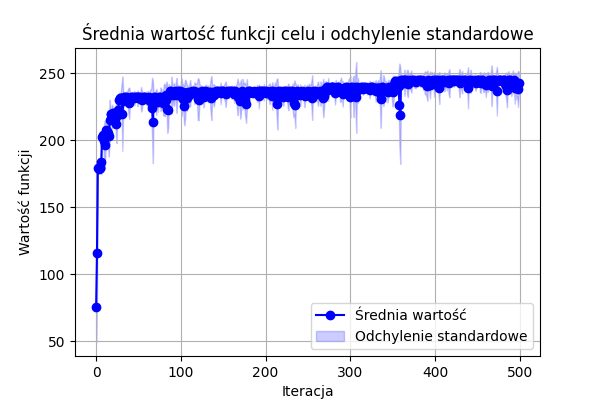 Średnia wartość funkcji celu i odchylenie standardowe
Wartość funkcji
250
200
150
100
50
0 100 200 300 400 500
Iteracja
Średnia wartość
Odchylenie standardowe